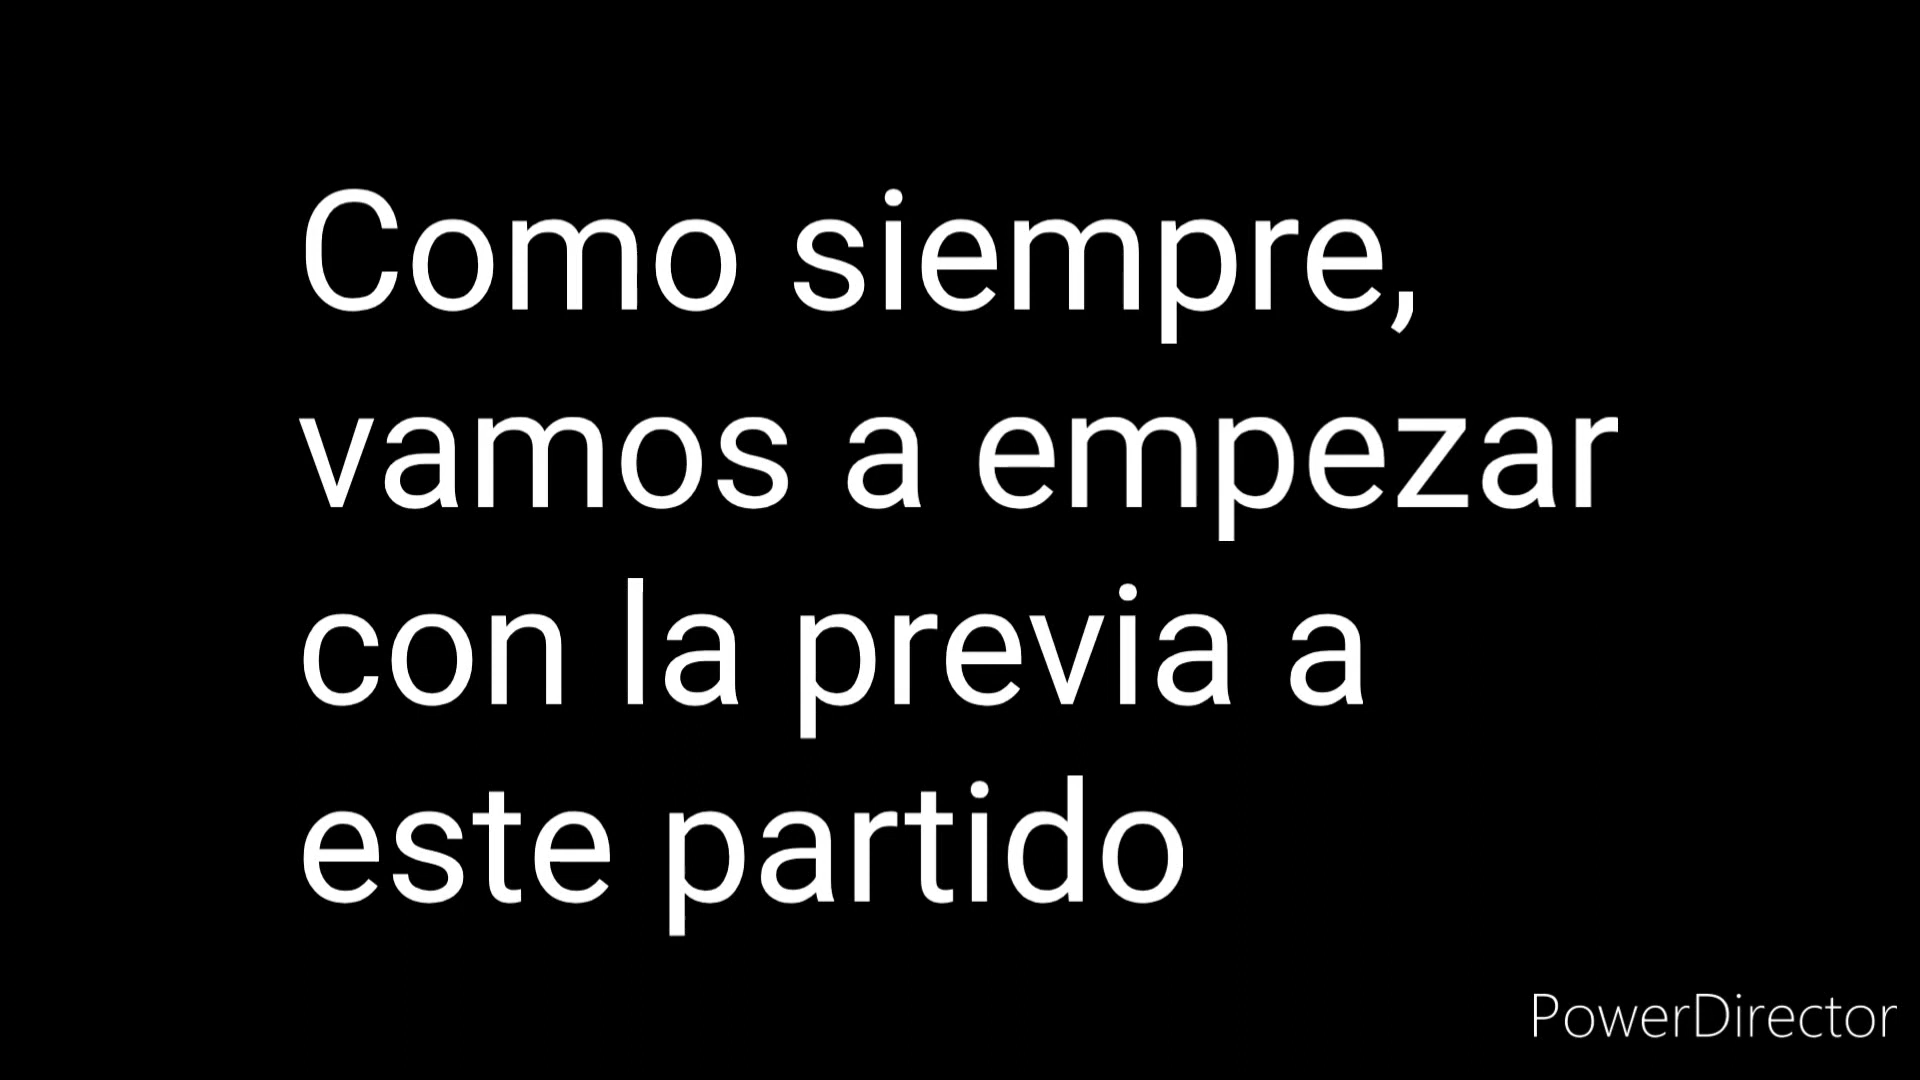 Como siempre,
vamos a empezar
con la previa a
este partido
PowerDirector